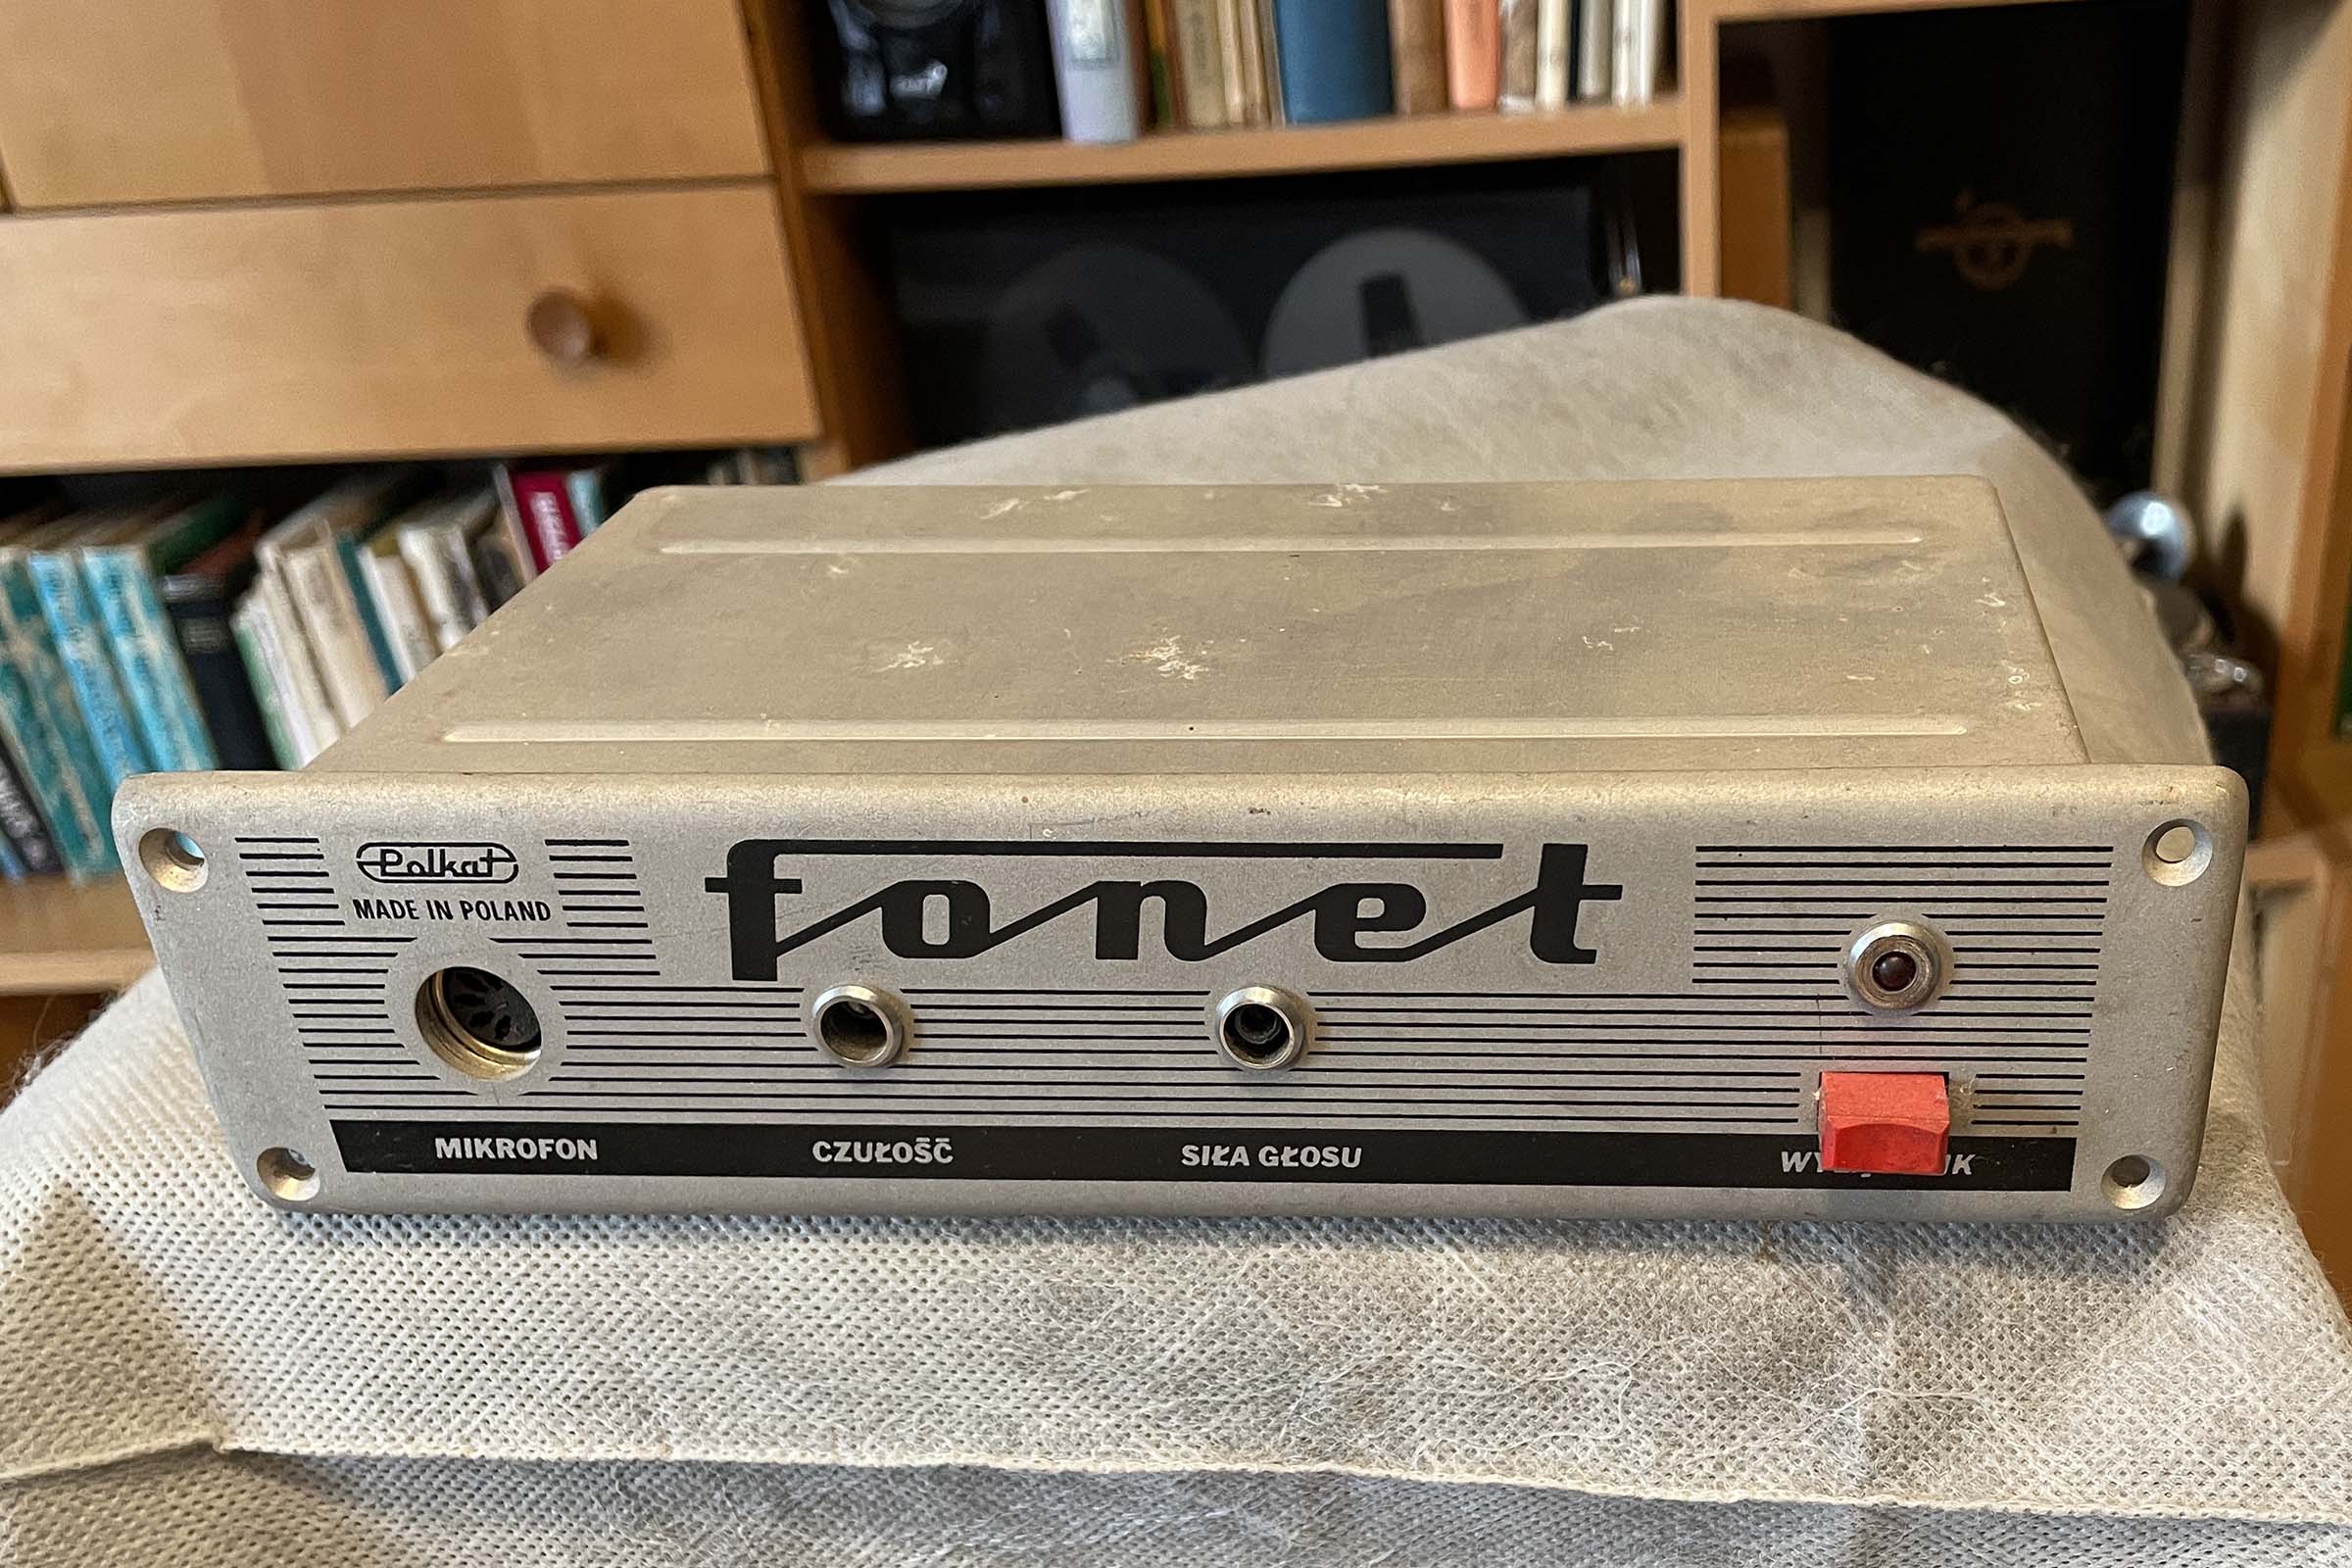 Polkat
MADE IN POLAND
fonet
MIKROFON
CZUŁOŚĆ
SIŁA GŁOSU